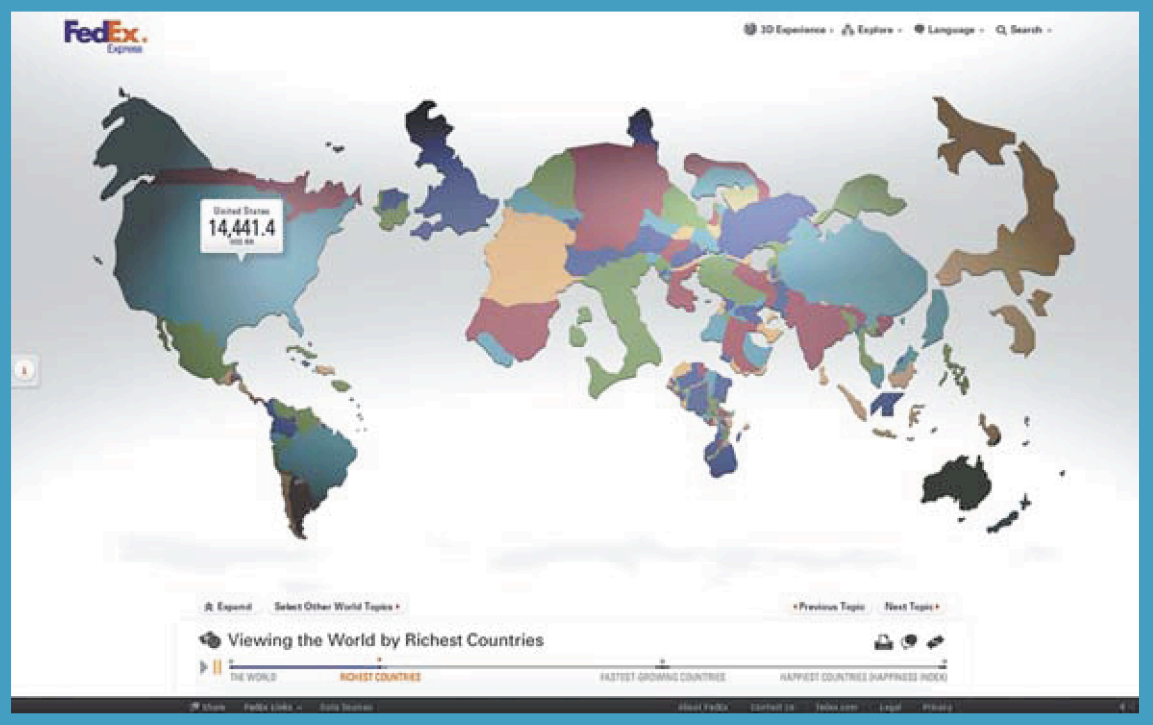 FedEx.
Express
3D Experience
Explore
Language
Search
United States
14,441.4
USD BN
Expand
Select Other World Topics
Previous Topic
Next Topic
Viewing the World by Richest Countries
THE WORLD
RICHEST COUNTRIES
FASTEST-GROWING COUNTRIES
HAPPIEST COUNTRIES (HAPPINESS INDEX)
Share
FedEx Links
Data Sources
About FedEx
Contact Us
fedex.com
Legal
Privacy